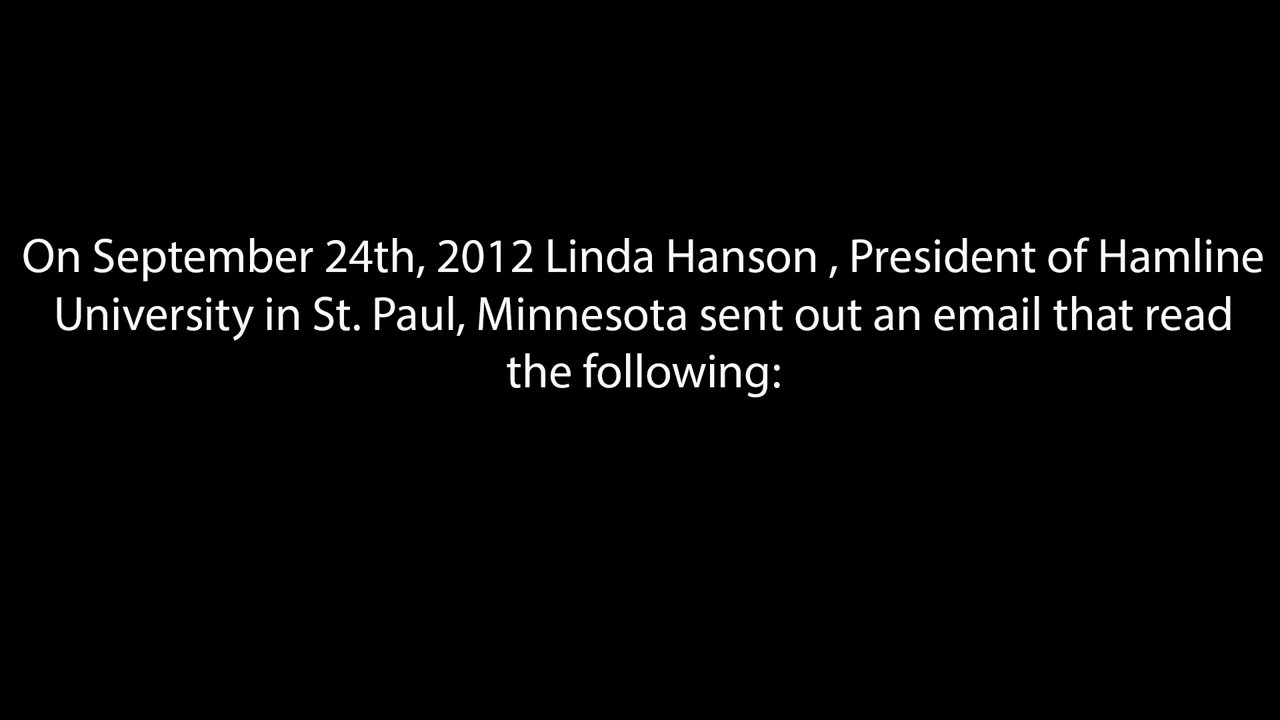 On September 24th, 2012 Linda Hanson , President of Hamline
University in St. Paul, Minnesota sent out an email that read
the following: